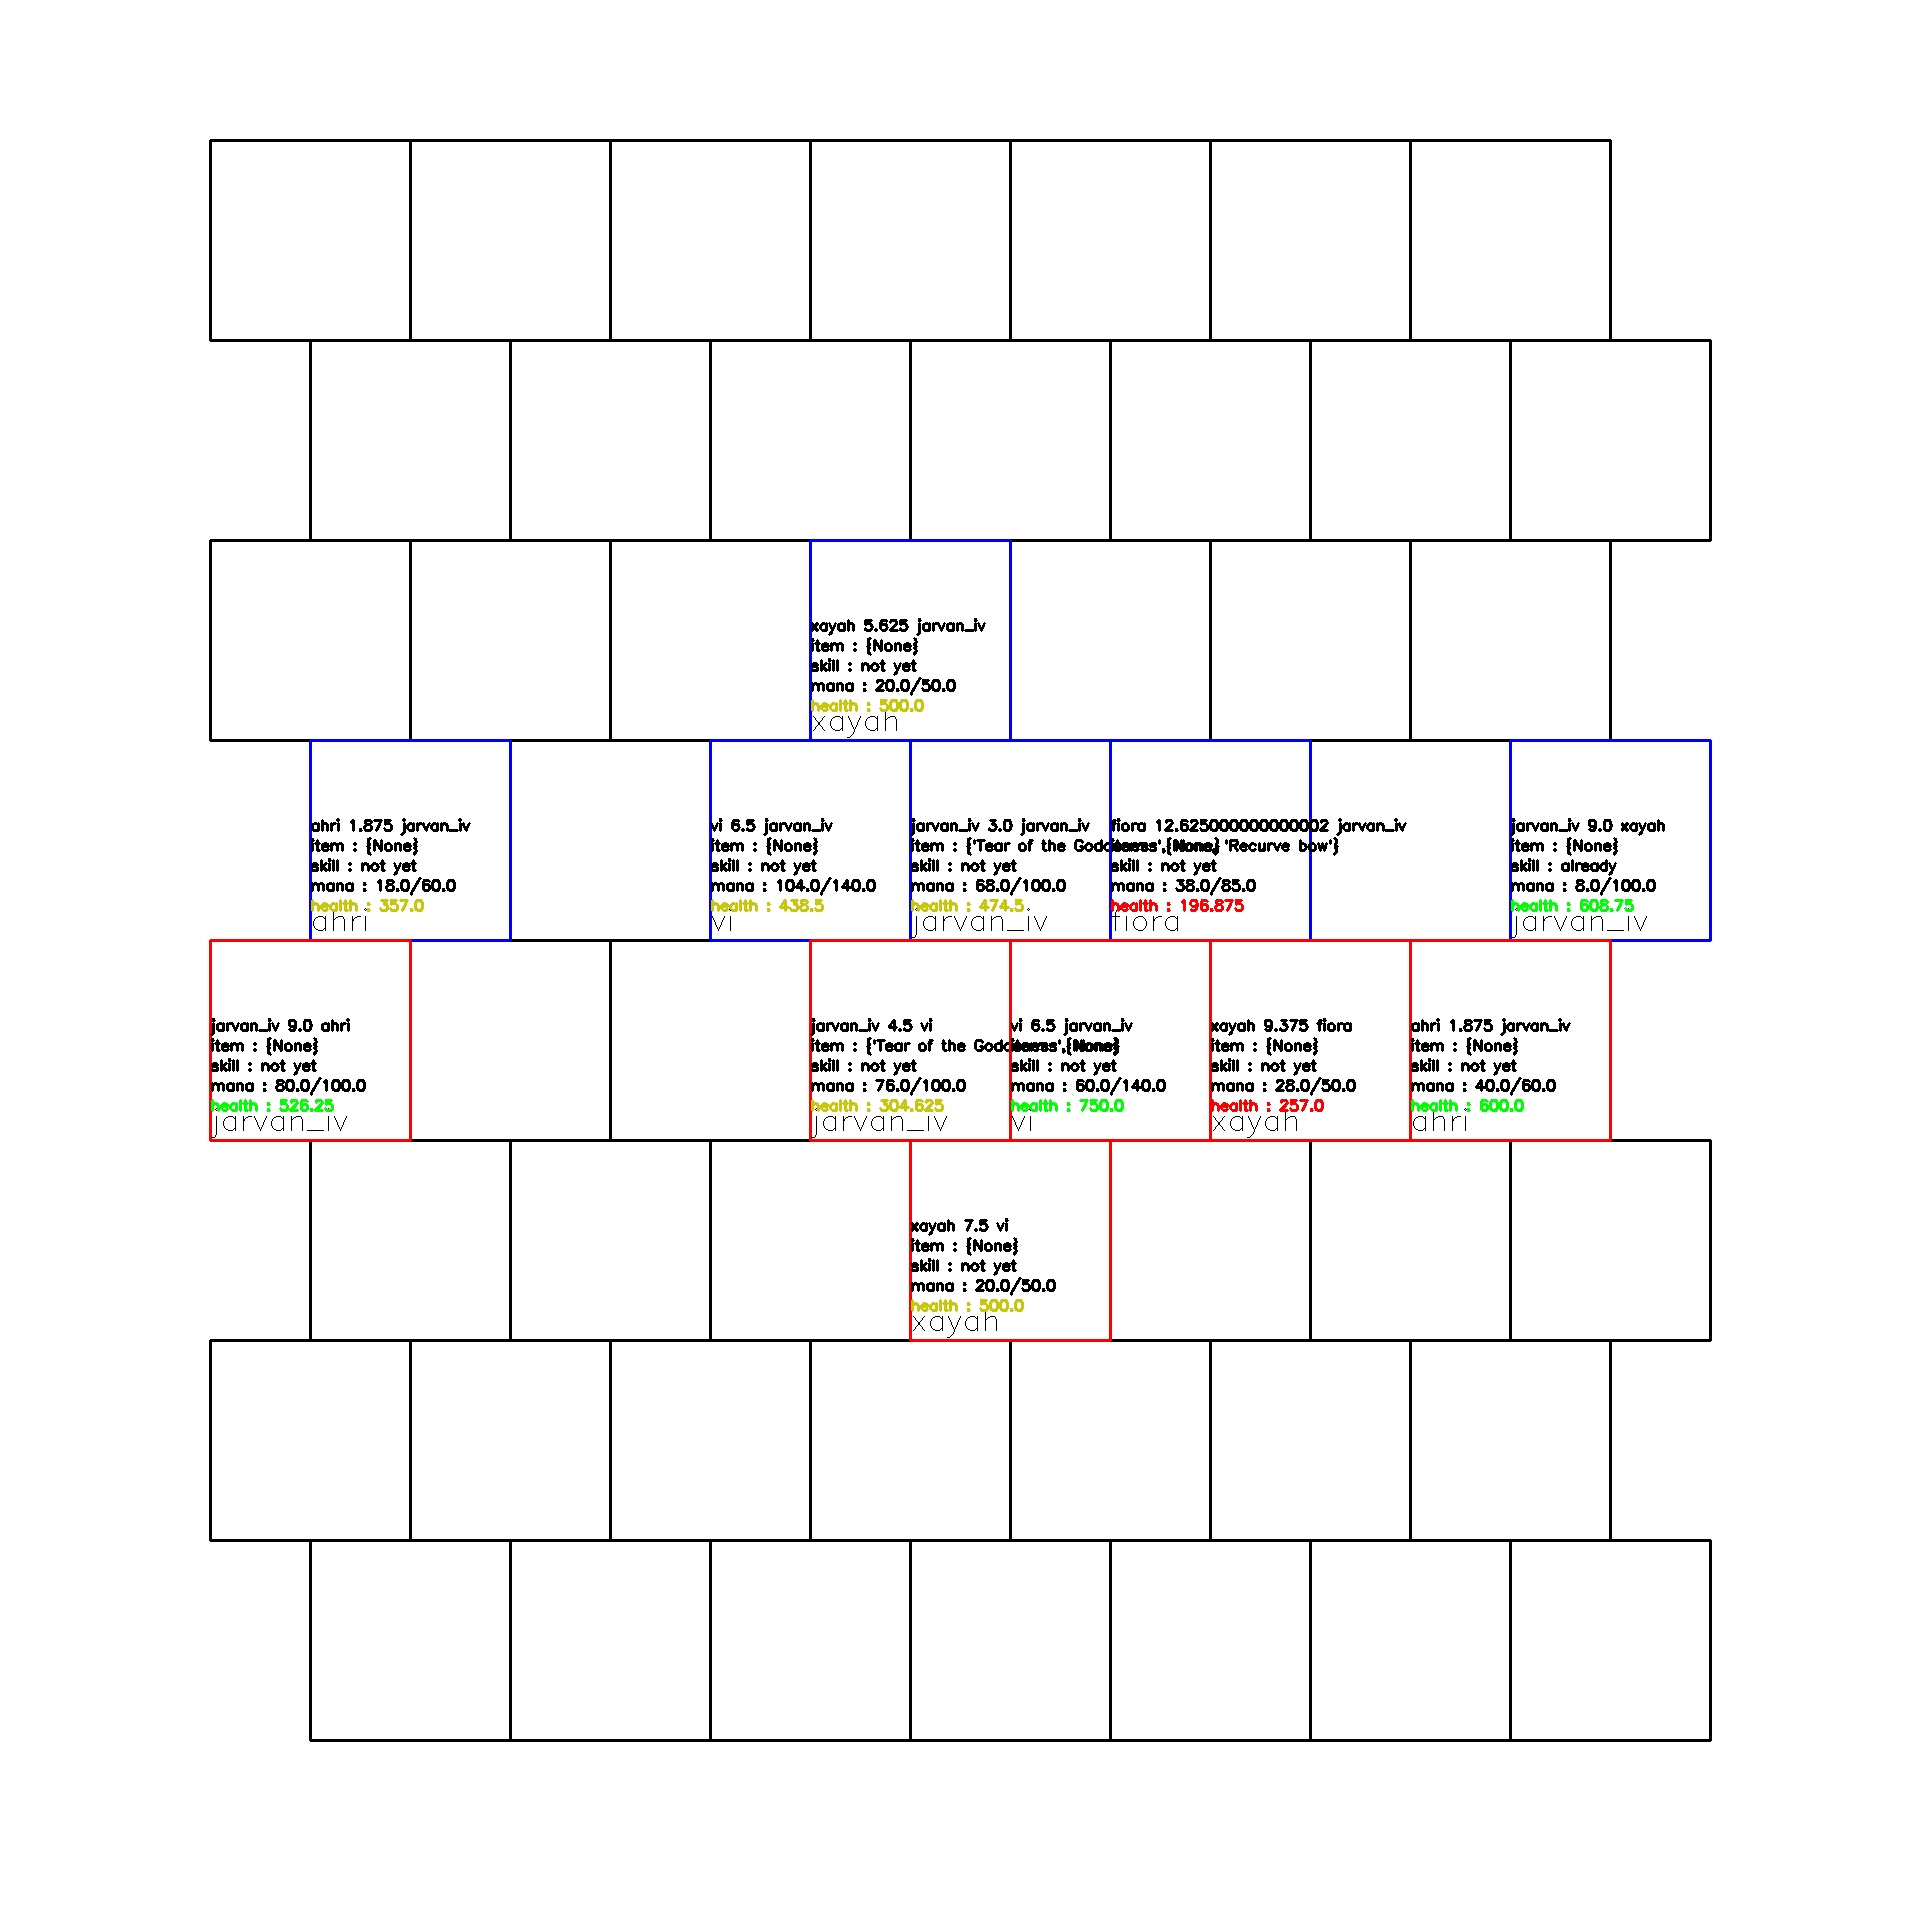 xayah 5.625 jarvan_iv
item : {None}
skill : not yet
mana : 20.0/50.0
health : 500.0
xayah
ahri 1.875 jarvan_iv
item : {None}
skill : not yet
mana : 18.0/60.0
health : 357.0
ahri
vi 6.5 jarvan_iv
item : {None}
skill : not yet
mana : 104.0/140.0
health : 438.5
vi
jarvan_iv 3.0 jarvan_iv
item : {'Tear of the 'Recurve bow'}
skill : not yet
mana : 68.0/100.0
health : 474.5
jarvan_iv
fiora 12.625000000000002 jarvan_iv
{None}
skill : not yet
mana : 38.0/85.0
health : 196.875
fiora
jarvan_iv 9.0 xayah
item : {None}
skill : already
mana : 8.0/100.0
health : 608.75
jarvan_iv
jarvan_iv 9.0 ahri
item : {None}
skill : not yet
mana : 80.0/100.0
health : 526.25
jarvan_iv
jarvan_iv 4.5 vi
item : {'Tear of the
skill : not yet
mana : 76.0/100.0
health : 304.625
jarvan_iv
vi 6.5 jarvan_iv
{None}
skill : not yet
mana : 60.0/140.0
health : 750.0
vi
xayah 9.375 fiora
item : {None}
skill : not yet
mana : 28.0/50.0
health : 257.0
xayah
ahri 1.875 jarvan_iv
item : {None}
skill : not yet
mana : 40.0/60.0
health : 600.0
ahri
xayah 7.5 vi
item : {None}
skill : not yet
mana : 20.0/50.0
health : 500.0
xayah